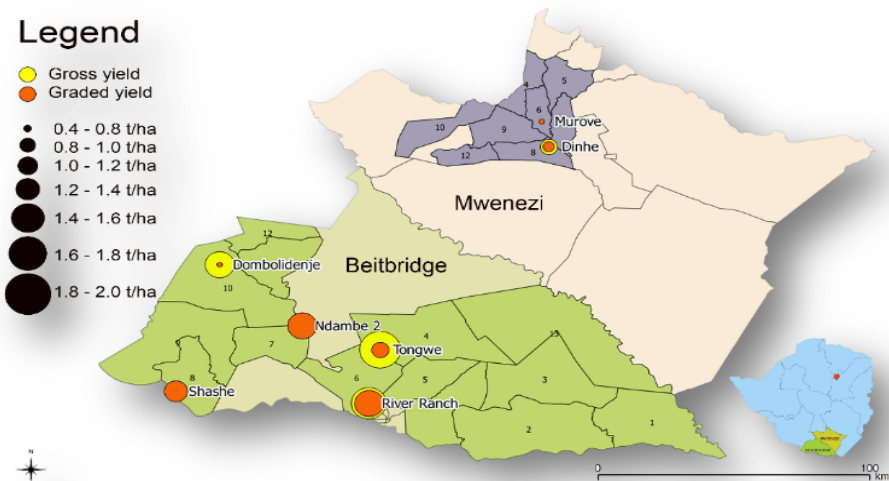 Legend
Gross yield
Graded yield
0.4 - 0.8 t/ha
0.8 - 1.0 t/ha
1.0 - 1.2 t/ha
1.2 - 1.4 t/ha
1.4 - 1.6 t/ha
1.6 - 1.8 t/ha
1.8 - 2.0 t/ha
4
5
6
Murove
10
9
12
8
Dinhe
Mwenezi
12
Dombolidenje
Beitbridge
10
Ndambe 2
4
13
9
7
Tongwe
8
Shashe
6
5
3
River Ranch
2
1
N
0
100
km